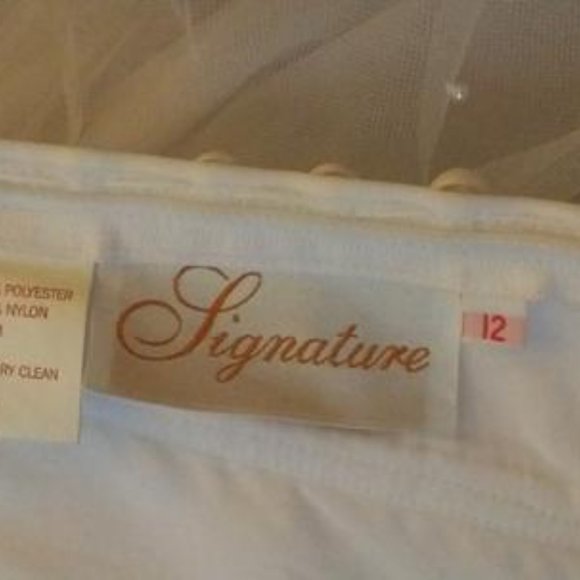 POLYESTER
NYLON
RY CLEAN
Signature
12